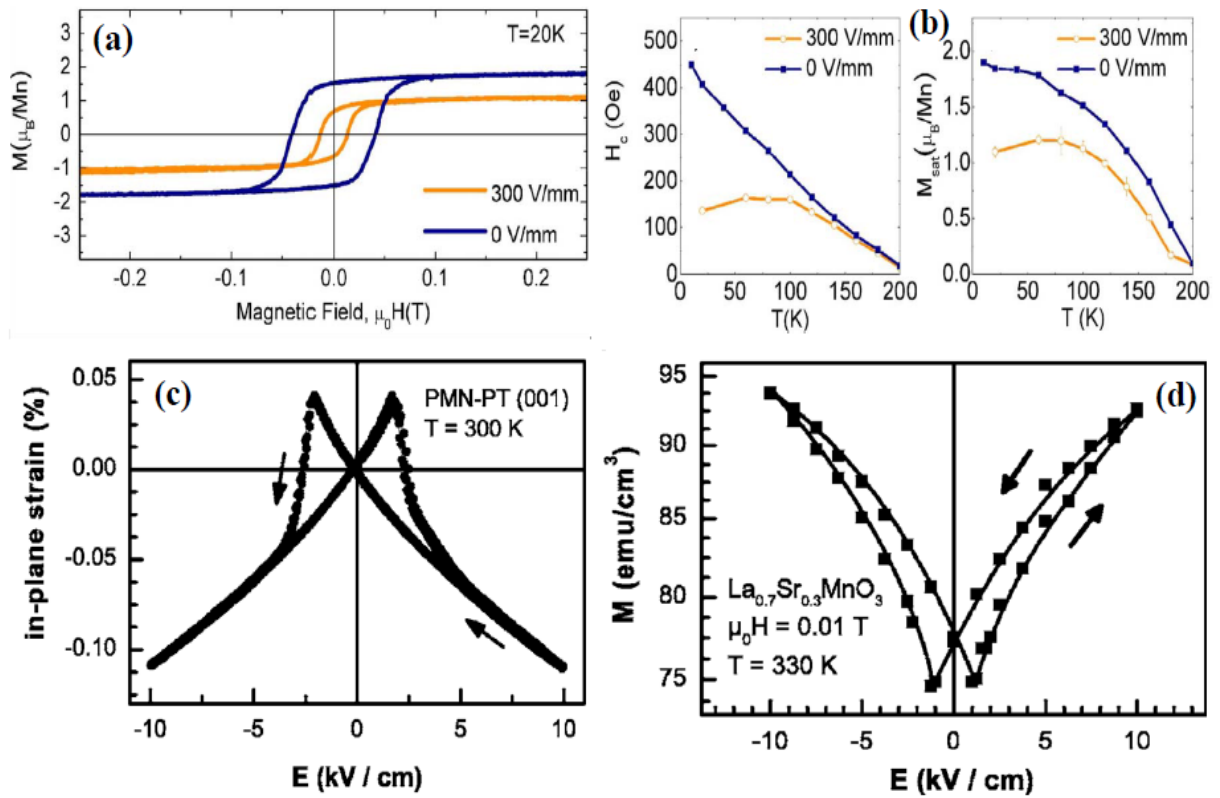 (a)
T=20K
3
2
1
0
-1
-2
-3
M(μB/Mn)
300 V/mm
0 V/mm
-0.2
-0.1
0.0
0.1
0.2
Magnetic Field, μ0H(T)
(b)
300 V/mm
0 V/mm
500
450
400
350
300
250
200
150
100
50
0
Hc (Oe)
0
50
100
150
200
T(K)
300 V/mm
0 V/mm
2.0
1.5
1.0
0.5
0.0
Msat(μB/Mn)
0
50
100
150
200
T (K)
(c)
PMN-PT (001)
T = 300 K
0.05
0.00
-0.05
-0.10
in-plane strain (%)
-10
-5
0
5
10
E (kV / cm)
(d)
95
90
85
80
75
M (emu/cm³)
La0.7Sr0.3MnO3
μ0H = 0.01 T
T = 330 K
-10
-5
0
5
10
E (kV / cm)